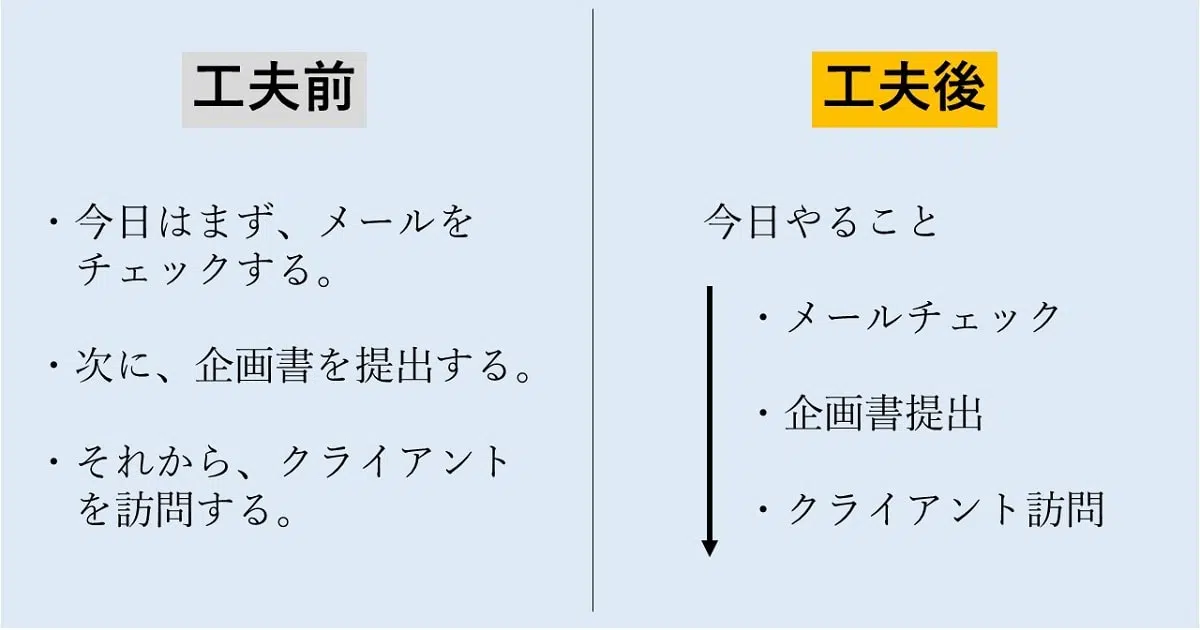 工夫前
・今日はまず、メールを
チェックする。
・次に、企画書を提出する。
・それから、クライアント
を訪問する。
工夫後
今日やること
・メールチェック
・企画書提出
・クライアント訪問